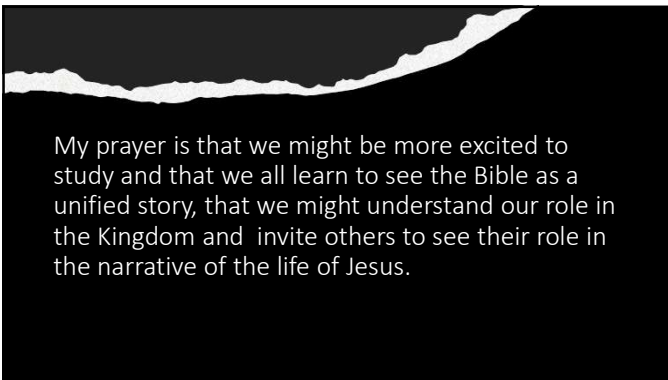 My prayer is that we might be more excited to
study and that we all learn to see the Bible as a
unified story, that we might understand our role in
the Kingdom and  invite others to see their role in
the narrative of the life of Jesus.